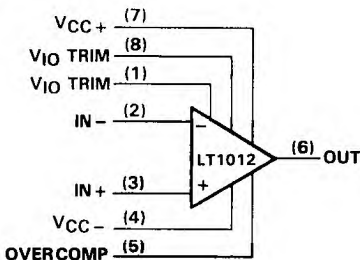 VCC+ (7)
VIO TRIM (8)
VIO TRIM (1)
IN− (2)
−
LT1012
(6) OUT
IN+ (3)
+
VCC− (4)
OVERCOMP (5)